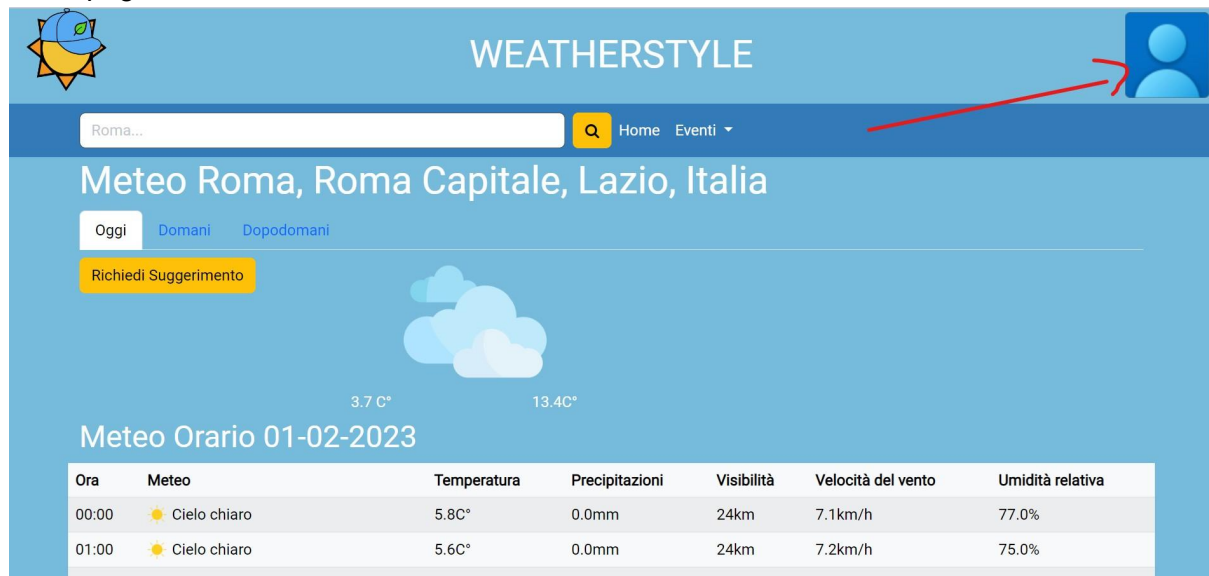 WEATHERSTYLE
Roma...
Home Eventi
Meteo Roma, Roma Capitale, Lazio, Italia
Oggi Domani Dopodomani
Richiedi Suggerimento
3.7 C° 13.4C°
Meteo Orario 01-02-2023
Ora Meteo Temperatura Precipitazioni Visibilità Velocità del vento Umidità relativa
00:00 Cielo chiaro 5.8C° 0.0mm 24km 7.1km/h 77.0%
01:00 Cielo chiaro 5.6C° 0.0mm 24km 7.2km/h 75.0%